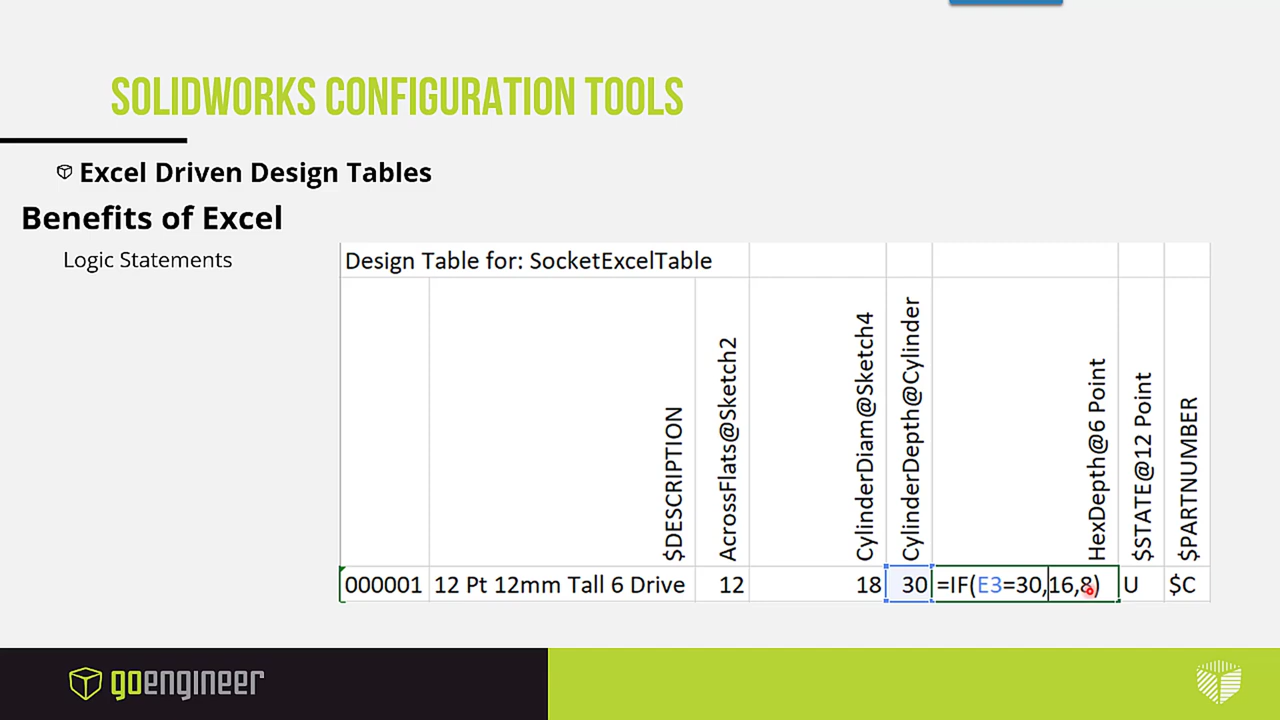 SOLIDWORKS CONFIGURATION TOOLS
Excel Driven Design Tables
Benefits of Excel
Logic Statements
Design Table for: SocketExcelTable
$DESCRIPTION
AcrossFlats@Sketch2
CylinderDiam@Sketch4
CylinderDepth@Cylinder
HexDepth@6 Point
$STATE@12 Point
$PARTNUMBER
000001 12 Pt 12mm Tall 6 Drive 12 18 30 =IF(E3=30,16,8) U $C
goengineer